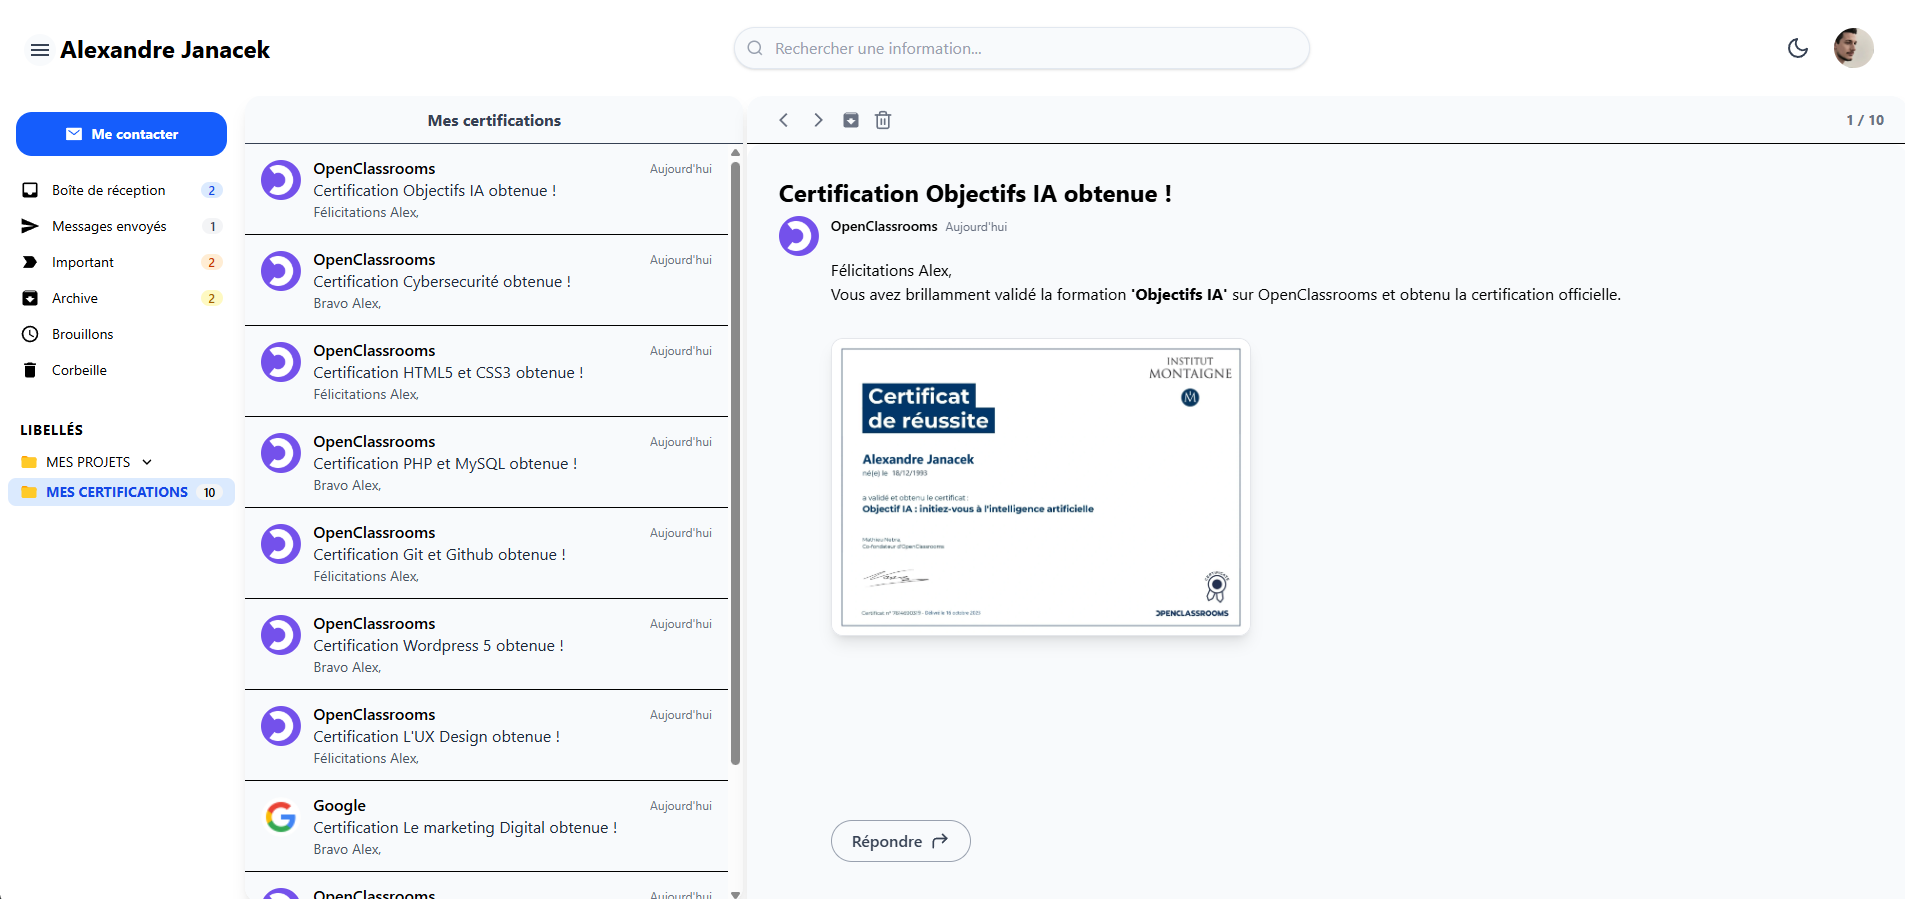 Alexandre Janacek
Rechercher une information...
Me contacter
Boîte de réception 2
Messages envoyés 1
Important 2
Archive 2
Brouillons
Corbeille
LIBELLÉS
MES PROJETS
MES CERTIFICATIONS 10
Mes certifications
OpenClassrooms Aujourd'hui
Certification Objectifs IA obtenue !
Félicitations Alex,
OpenClassrooms Aujourd'hui
Certification Cybersecurité obtenue !
Bravo Alex,
OpenClassrooms Aujourd'hui
Certification HTML5 et CSS3 obtenue !
Félicitations Alex,
OpenClassrooms Aujourd'hui
Certification PHP et MySQL obtenue !
Bravo Alex,
OpenClassrooms Aujourd'hui
Certification Git et Github obtenue !
Félicitations Alex,
OpenClassrooms Aujourd'hui
Certification Wordpress 5 obtenue !
Bravo Alex,
OpenClassrooms Aujourd'hui
Certification L'UX Design obtenue !
Félicitations Alex,
Google Aujourd'hui
Certification Le marketing Digital obtenue !
Bravo Alex,
OpenClassrooms Aujourd'hui
1 / 10
Certification Objectifs IA obtenue !
OpenClassrooms Aujourd'hui
Félicitations Alex,
Vous avez brillamment validé la formation 'Objectifs IA' sur OpenClassrooms et obtenu la certification officielle.
INSTITUT
MONTAIGNE
M
Certificat
de réussite
Alexandre Janacek
né(e) le 18/12/1993
a validé et obtenu le certificat :
Objectif IA : initiez-vous à l'intelligence artificielle
Mathieu Nebra,
Co-fondateur d'OpenClassrooms
OPENCLASSROOMS
Répondre